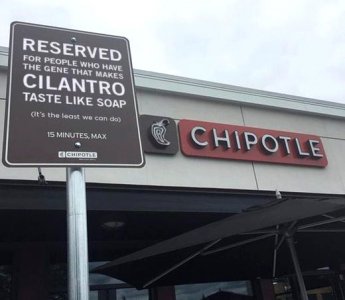 RESERVED
FOR PEOPLE WHO HAVE
THE GENE THAT MAKES
CILANTRO
TASTE LIKE SOAP
(It's the least we can do)
15 MINUTES, MAX
CHIPOTLE
CHIPOTLE